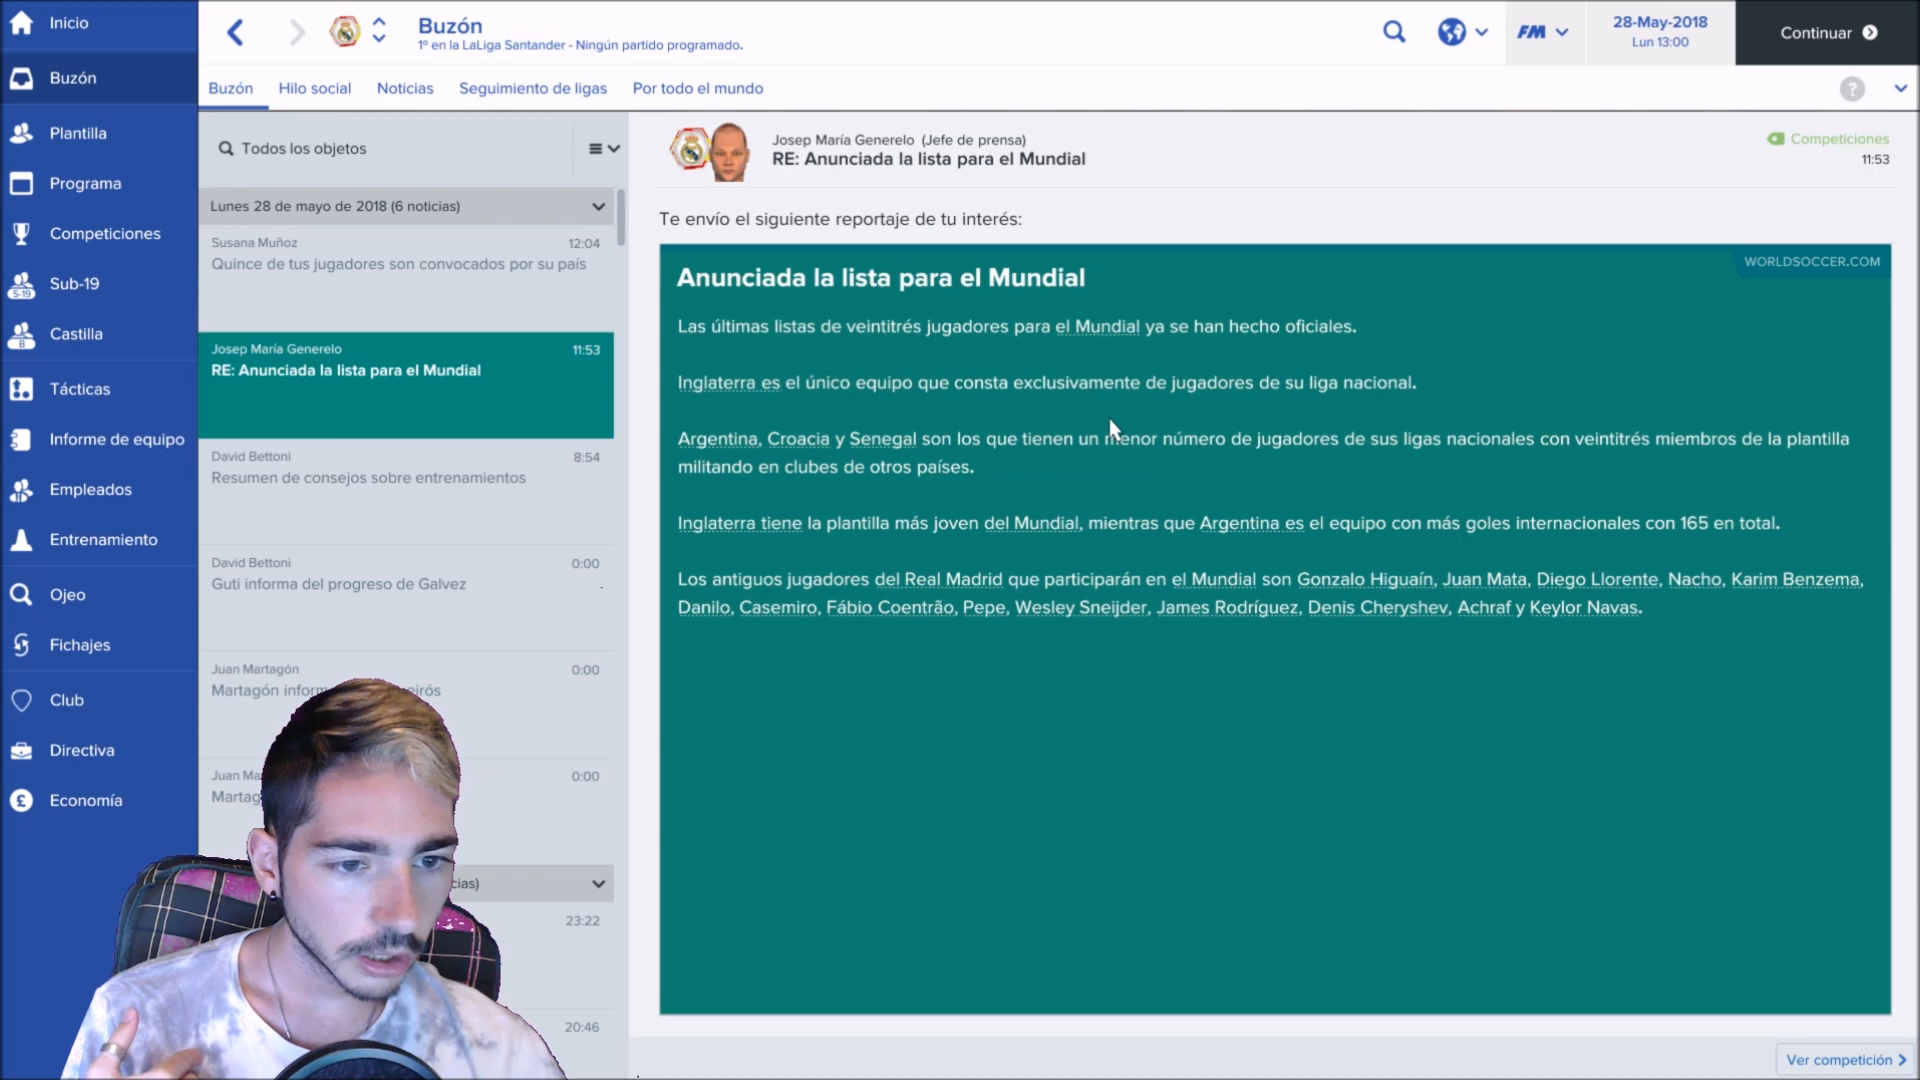 Inicio
Buzón
Plantilla
Programa
Competiciones
Sub-19
S-19
Castilla
B
Tácticas
Informe de equipo
Empleados
Entrenamiento
Ojeo
Fichajes
Club
Directiva
Economía
Buzón
1º en la LaLiga Santander - Ningún partido programado.
FM
28-May-2018
Lun 13:00
Continuar
Buzón Hilo social Noticias Seguimiento de ligas Por todo el mundo
?
Todos los objetos
Lunes 28 de mayo de 2018 (6 noticias)
Susana Muñoz 12:04
Quince de tus jugadores son convocados por su país
Josep María Generelo 11:53
RE: Anunciada la lista para el Mundial
David Bettoni 8:54
Resumen de consejos sobre entrenamientos
David Bettoni 0:00
Guti informa del progreso de Galvez
Juan Martagón 0:00
Martagón
Juan 0:00
23:22
20:46
Josep María Generelo (Jefe de prensa)
RE: Anunciada la lista para el Mundial
Competiciones
11:53
Te envío el siguiente reportaje de tu interés:
WORLDSOCCER.COM
Anunciada la lista para el Mundial
Las últimas listas de veintitrés jugadores para el Mundial ya se han hecho oficiales.
Inglaterra es el único equipo que consta exclusivamente de jugadores de su liga nacional.
Argentina, Croacia y Senegal son los que tienen un menor número de jugadores de sus ligas nacionales con veintitrés miembros de la plantilla
militando en clubes de otros países.
Inglaterra tiene la plantilla más joven del Mundial, mientras que Argentina es el equipo con más goles internacionales con 165 en total.
Los antiguos jugadores del Real Madrid que participarán en el Mundial son Gonzalo Higuaín, Juan Mata, Diego Llorente, Nacho, Karim Benzema,
Danilo, Casemiro, Fábio Coentrão, Pepe, Wesley Sneijder, James Rodríguez, Denis Cheryshev, Achraf y Keylor Navas.
Ver competición